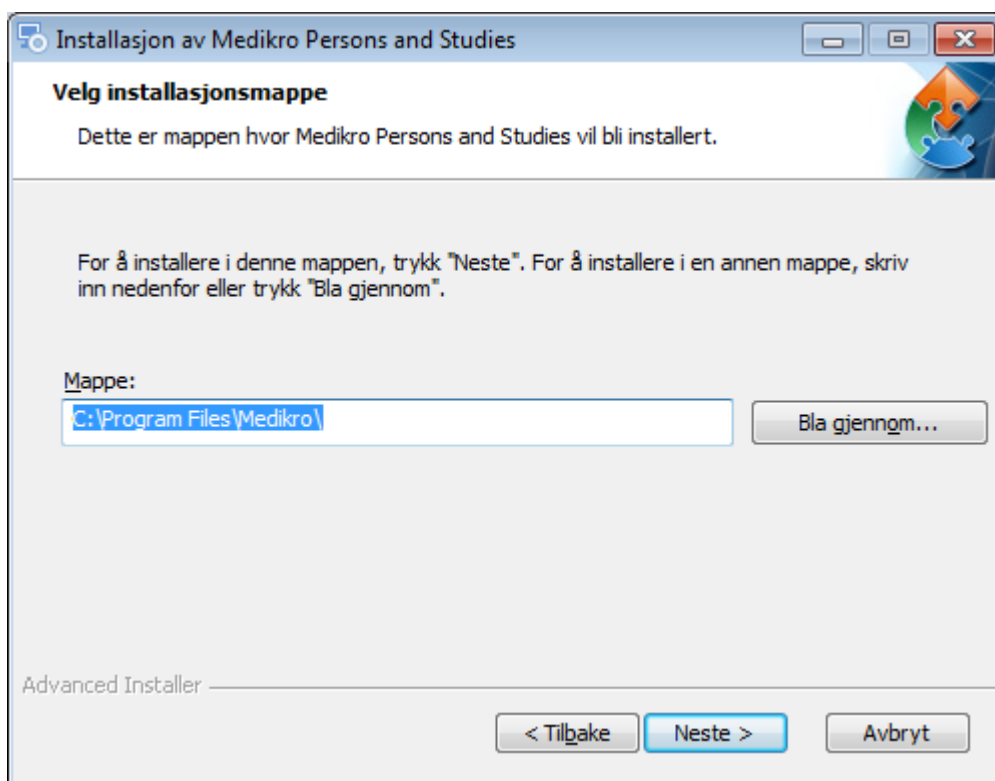 Installasjon av Medikro Persons and Studies
Velg installasjonsmappe
Dette er mappen hvor Medikro Persons and Studies vil bli installert.
For å installere i denne mappen, trykk "Neste". For å installere i en annen mappe, skriv
inn nedenfor eller trykk "Bla gjennom".
Mappe:
C:\Program Files\Medikro\
Bla gjennom...
Advanced Installer
< Tilbake
Neste >
Avbryt